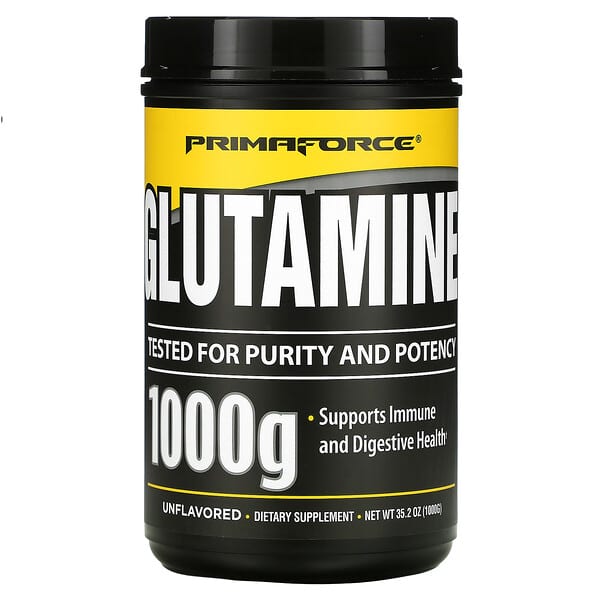 PRIMAFORCE®
GLUTAMINE
TESTED FOR PURITY AND POTENCY
1000g
• Supports Immune
and Digestive Health†
UNFLAVORED • DIETARY SUPPLEMENT • NET WT 35.2 OZ (1000G)